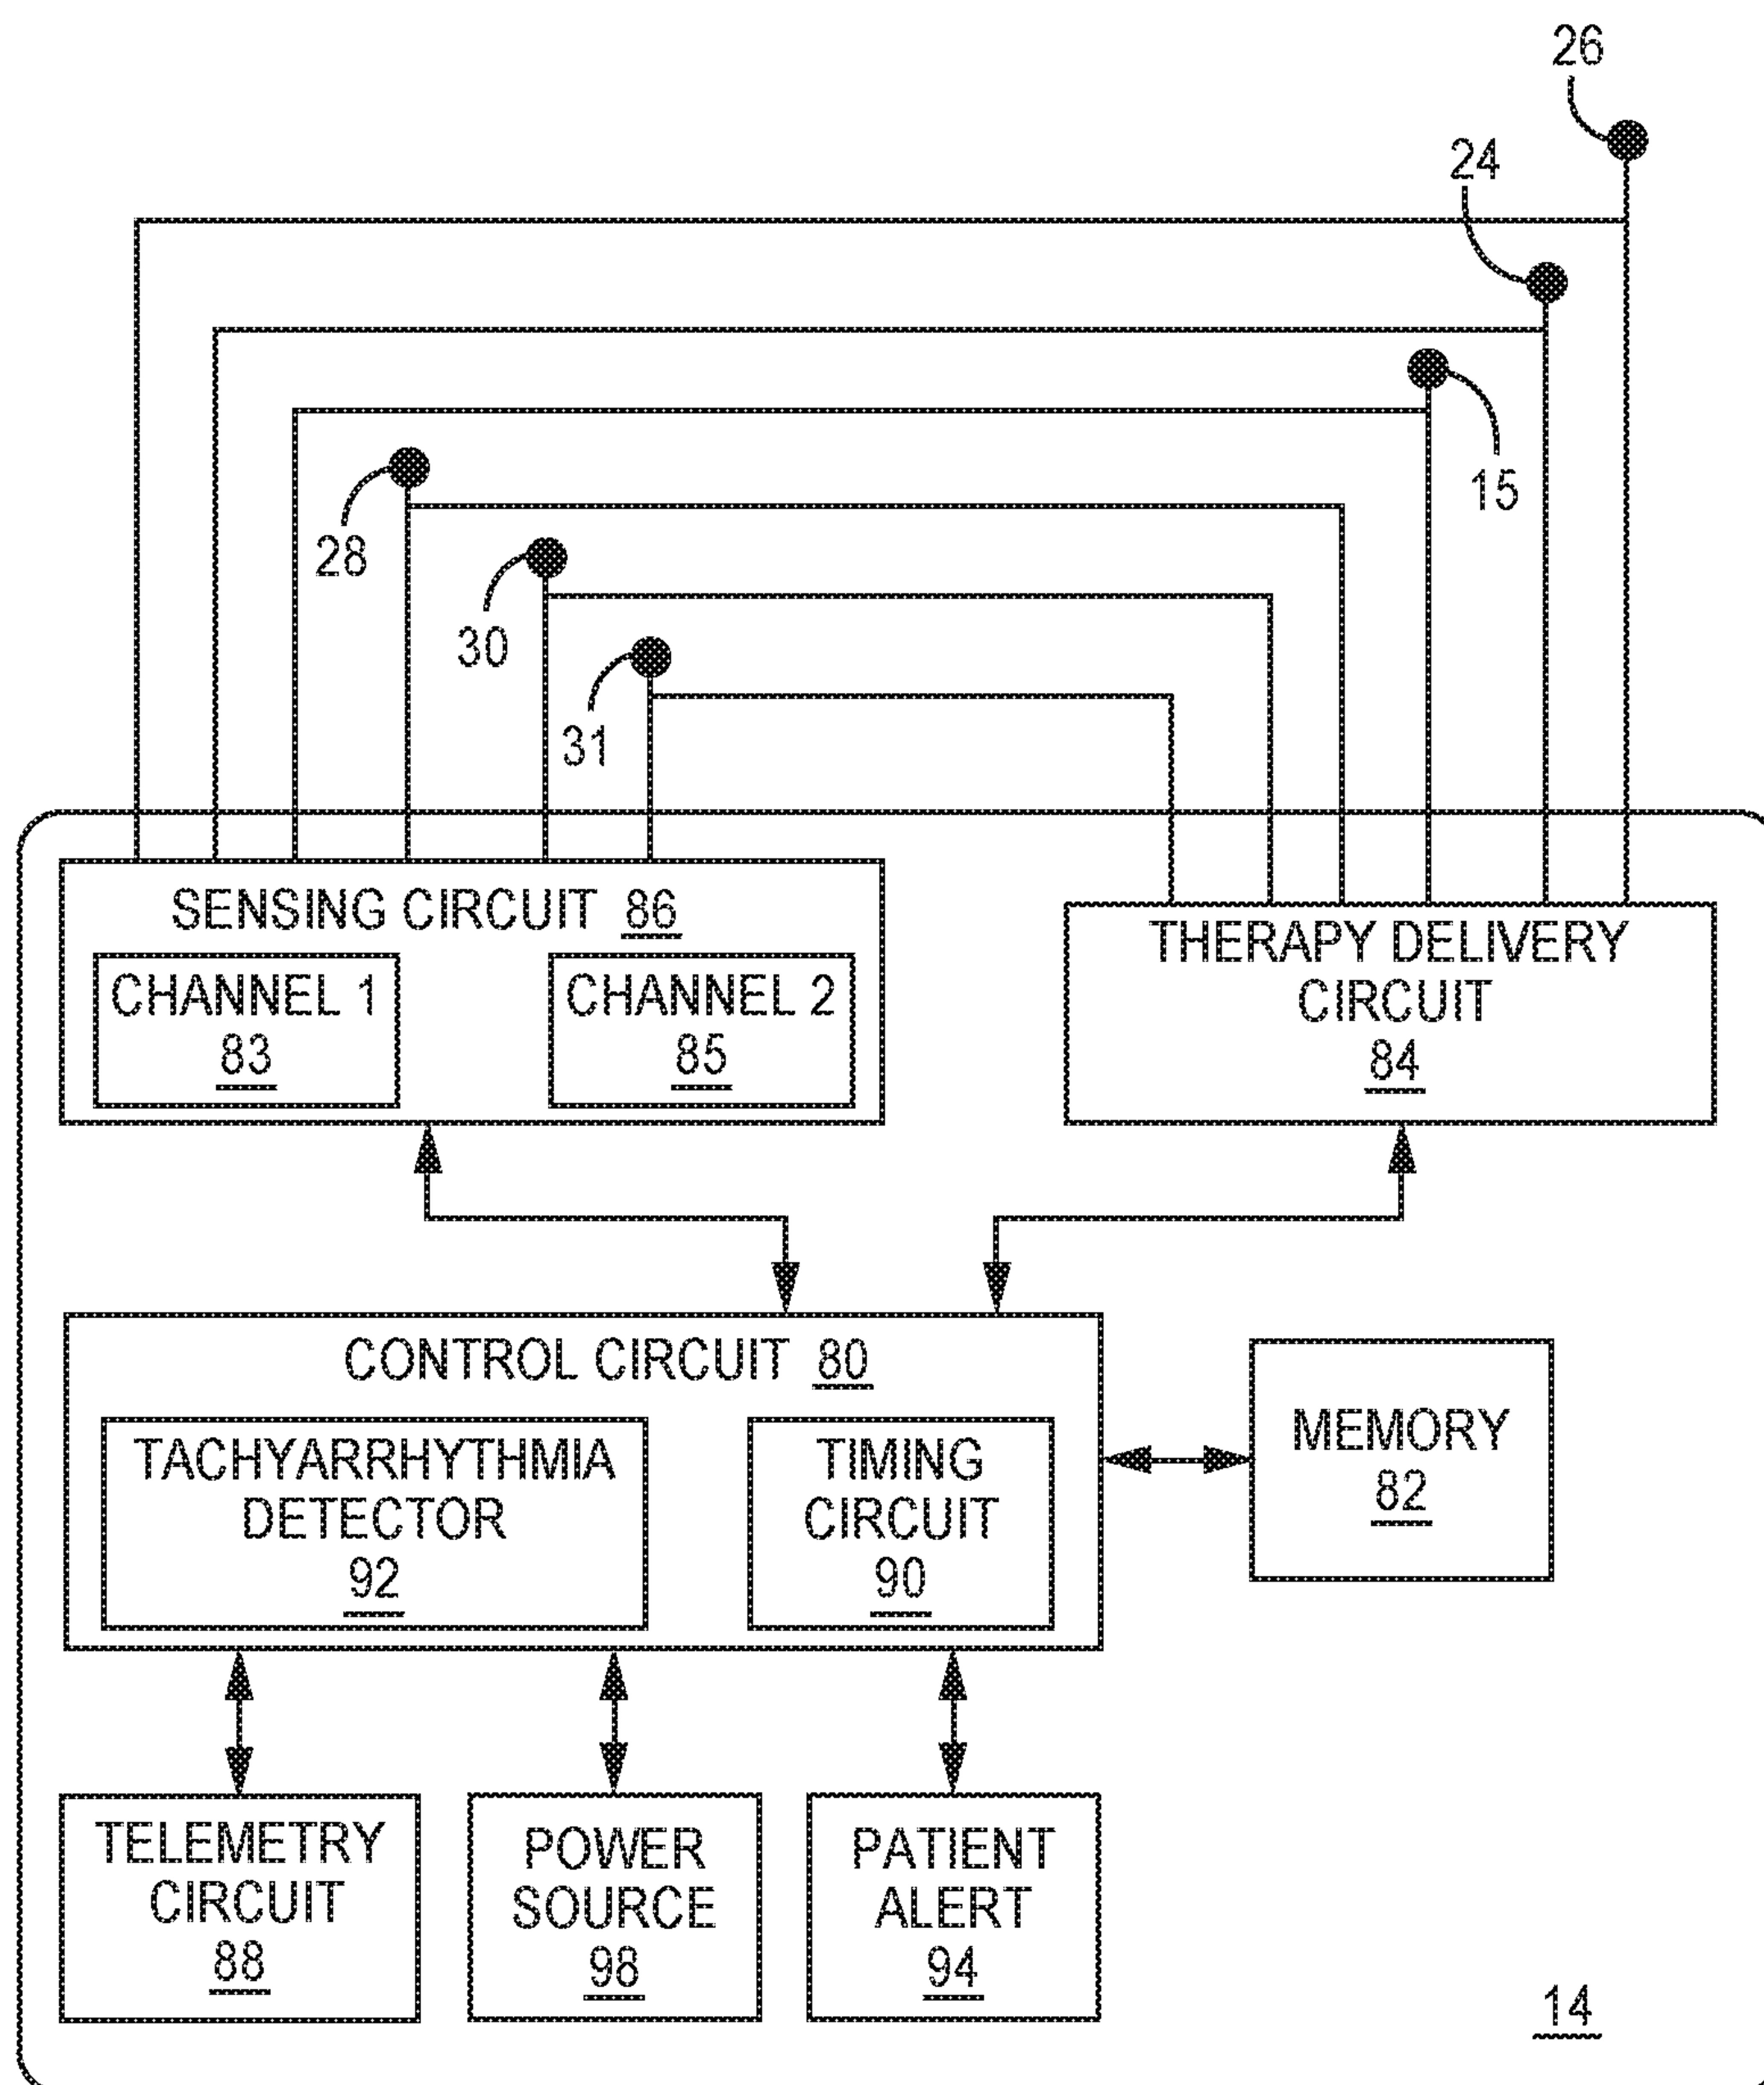 26
24
15
28
30
31
SENSING CIRCUIT 86
CHANNEL 1
83
CHANNEL 2
85
THERAPY DELIVERY
CIRCUIT
84
CONTROL CIRCUIT 80
TACHYARRHYTHMIA
DETECTOR
92
TIMING
CIRCUIT
90
MEMORY
82
TELEMETRY
CIRCUIT
88
POWER
SOURCE
98
PATIENT
ALERT
94
14